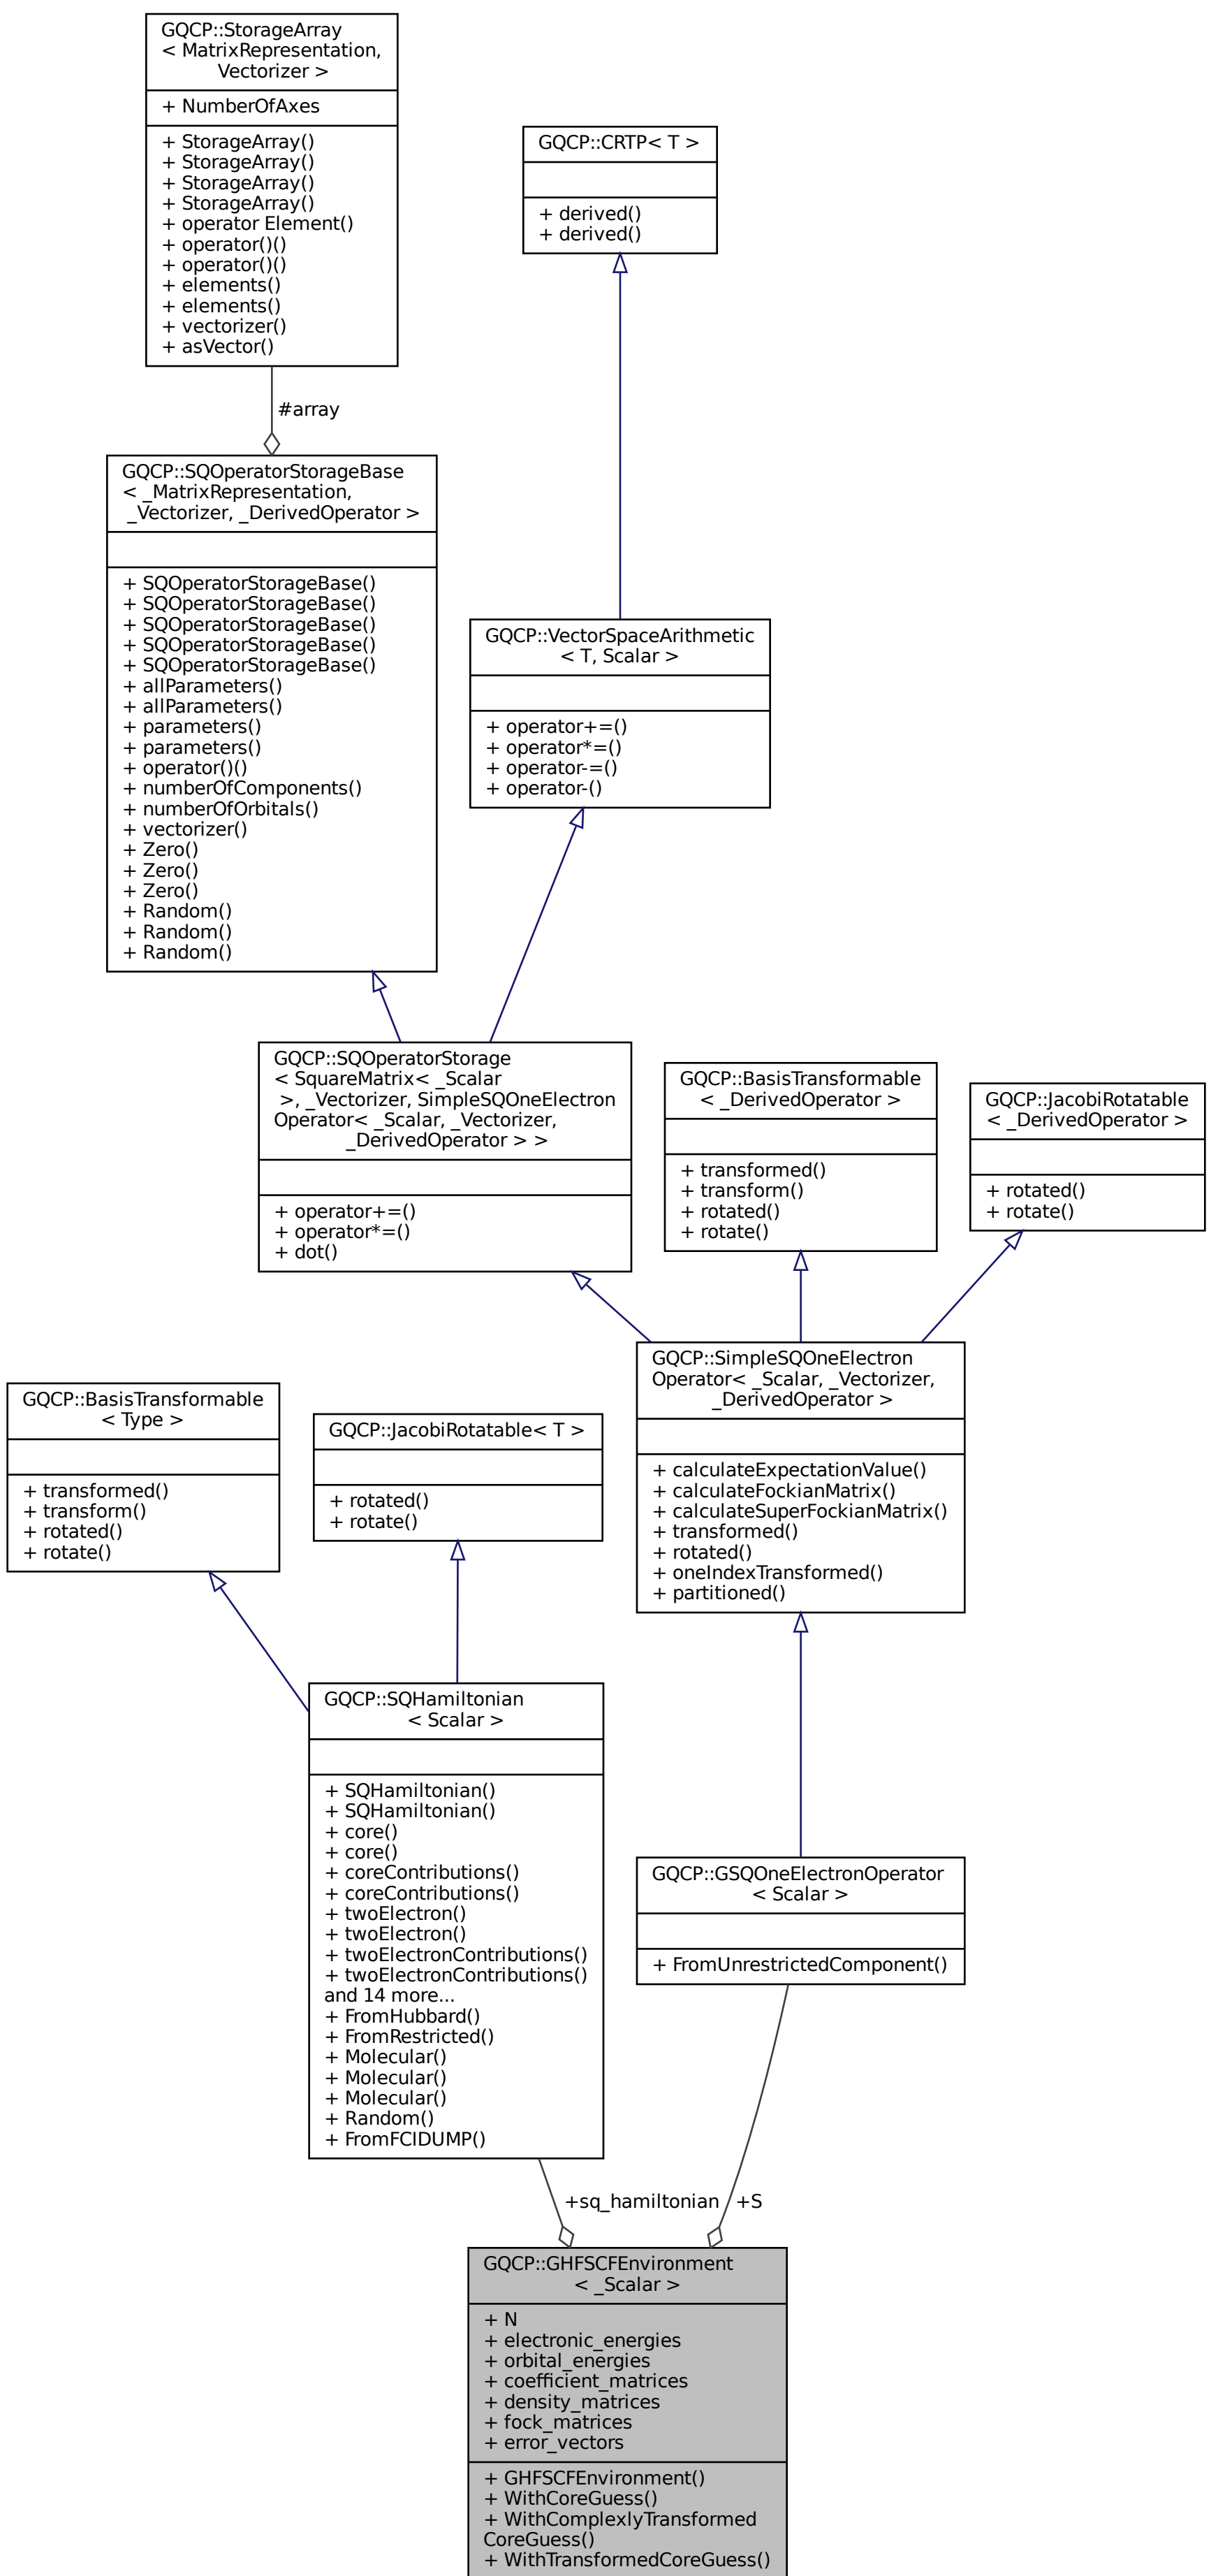 GQCP::StorageArray
< MatrixRepresentation,
Vectorizer >
+ NumberOfAxes
+ StorageArray()
+ StorageArray()
+ StorageArray()
+ StorageArray()
+ operator Element()
+ operator()()
+ operator()()
+ elements()
+ elements()
+ vectorizer()
+ asVector()
GQCP::CRTP< T >
+ derived()
+ derived()
#array
GQCP::SQOperatorStorageBase
< _MatrixRepresentation,
_Vectorizer, _DerivedOperator >
+ SQOperatorStorageBase()
+ SQOperatorStorageBase()
+ SQOperatorStorageBase()
+ SQOperatorStorageBase()
+ SQOperatorStorageBase()
+ allParameters()
+ allParameters()
+ parameters()
+ parameters()
+ operator()()
+ numberOfComponents()
+ numberOfOrbitals()
+ vectorizer()
+ Zero()
+ Zero()
+ Zero()
+ Random()
+ Random()
+ Random()
GQCP::VectorSpaceArithmetic
< T, Scalar >
+ operator+=()
+ operator*=()
+ operator-=()
+ operator-()
GQCP::SQOperatorStorage
< SquareMatrix< _Scalar
>, _Vectorizer, SimpleSQOneElectron
Operator< _Scalar, _Vectorizer,
_DerivedOperator > >
+ operator+=()
+ operator*=()
+ dot()
GQCP::BasisTransformable
< _DerivedOperator >
+ transformed()
+ transform()
+ rotated()
+ rotate()
GQCP::JacobiRotatable
< _DerivedOperator >
+ rotated()
+ rotate()
GQCP::SimpleSQOneElectron
Operator< _Scalar, _Vectorizer,
_DerivedOperator >
+ calculateExpectationValue()
+ calculateFockianMatrix()
+ calculateSuperFockianMatrix()
+ transformed()
+ rotated()
+ oneIndexTransformed()
+ partitioned()
GQCP::BasisTransformable
< Type >
+ transformed()
+ transform()
+ rotated()
+ rotate()
GQCP::JacobiRotatable< T >
+ rotated()
+ rotate()
GQCP::SQHamiltonian
< Scalar >
+ SQHamiltonian()
+ SQHamiltonian()
+ core()
+ core()
+ coreContributions()
+ coreContributions()
+ twoElectron()
+ twoElectron()
+ twoElectronContributions()
+ twoElectronContributions()
and 14 more...
+ FromHubbard()
+ FromRestricted()
+ Molecular()
+ Molecular()
+ Molecular()
+ Random()
+ FromFCIDUMP()
GQCP::GSQOneElectronOperator
< Scalar >
+ FromUnrestrictedComponent()
+sq_hamiltonian
+S
GQCP::GHFSCFEnvironment
< _Scalar >
+ N
+ electronic_energies
+ orbital_energies
+ coefficient_matrices
+ density_matrices
+ fock_matrices
+ error_vectors
+ GHFSCFEnvironment()
+ WithCoreGuess()
+ WithComplexlyTransformed
CoreGuess()
+ WithTransformedCoreGuess()